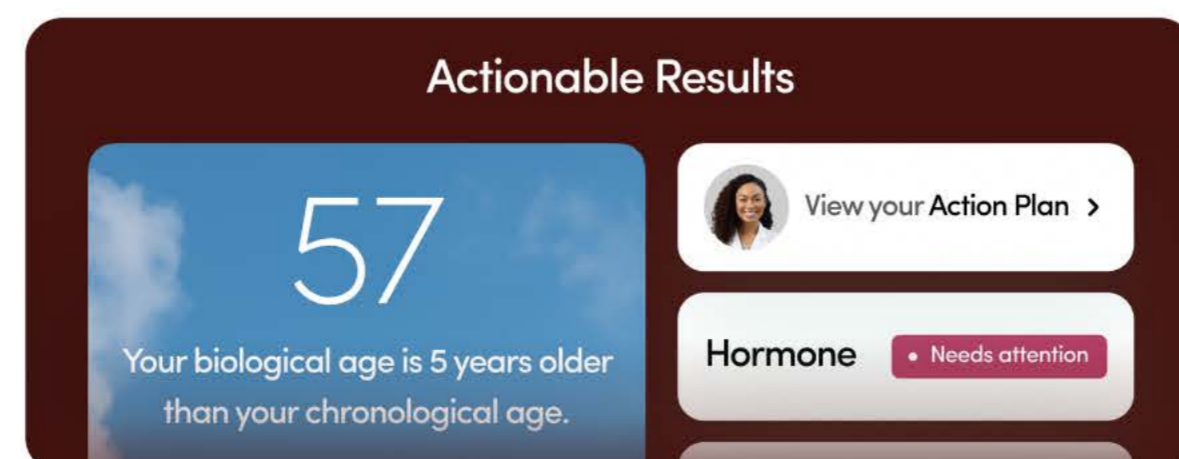 Actionable Results
57
Your biological age is 5 years older
than your chronological age.
View your Action Plan
Hormone
Needs attention